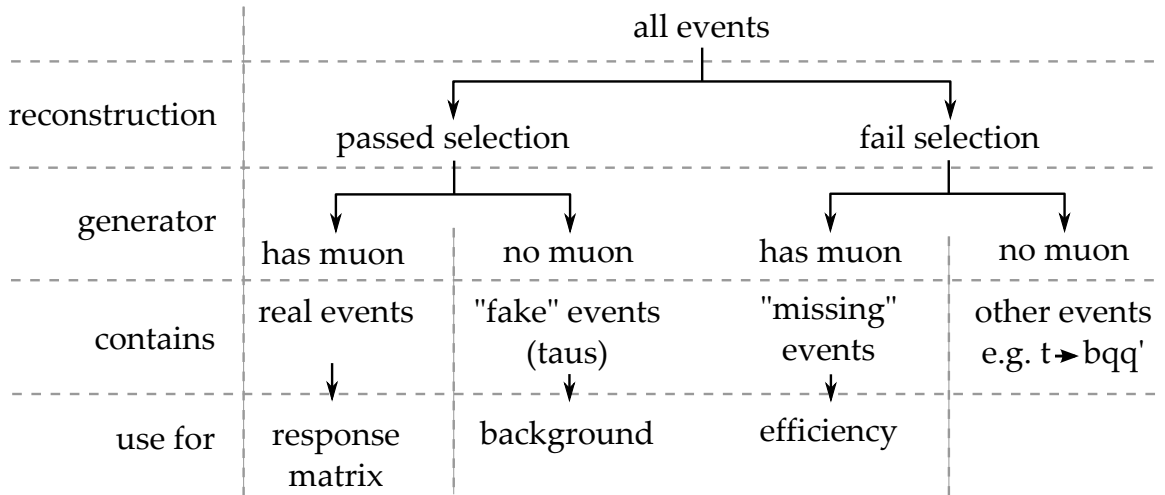 all events
reconstruction
passed selection
fail selection
generator
has muon
no muon
has muon
no muon
contains
real events
"fake" events
(taus)
"missing"
events
other events
e.g. t → bqq'
use for
response
matrix
background
efficiency